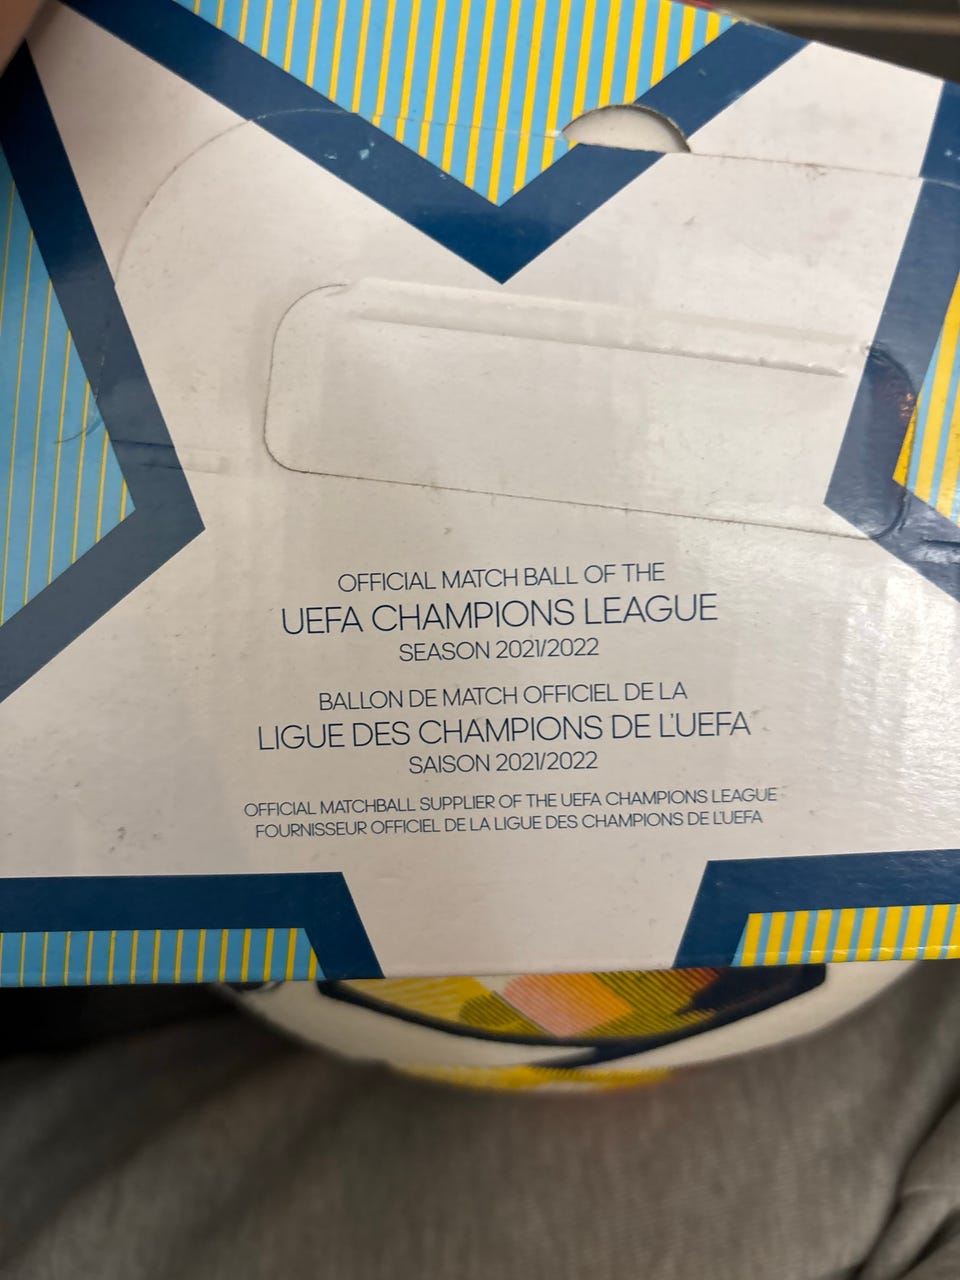 OFFICIAL MATCH BALL OF THE
UEFA CHAMPIONS LEAGUE
SEASON 2021/2022
BALLON DE MATCH OFFICIEL DE LA
LIGUE DES CHAMPIONS DE L'UEFA
SAISON 2021/2022
OFFICIAL MATCHBALL SUPPLIER OF THE UEFA CHAMPIONS LEAGUE
FOURNISSEUR OFFICIEL DE LA LIGUE DES CHAMPIONS DE L'UEFA